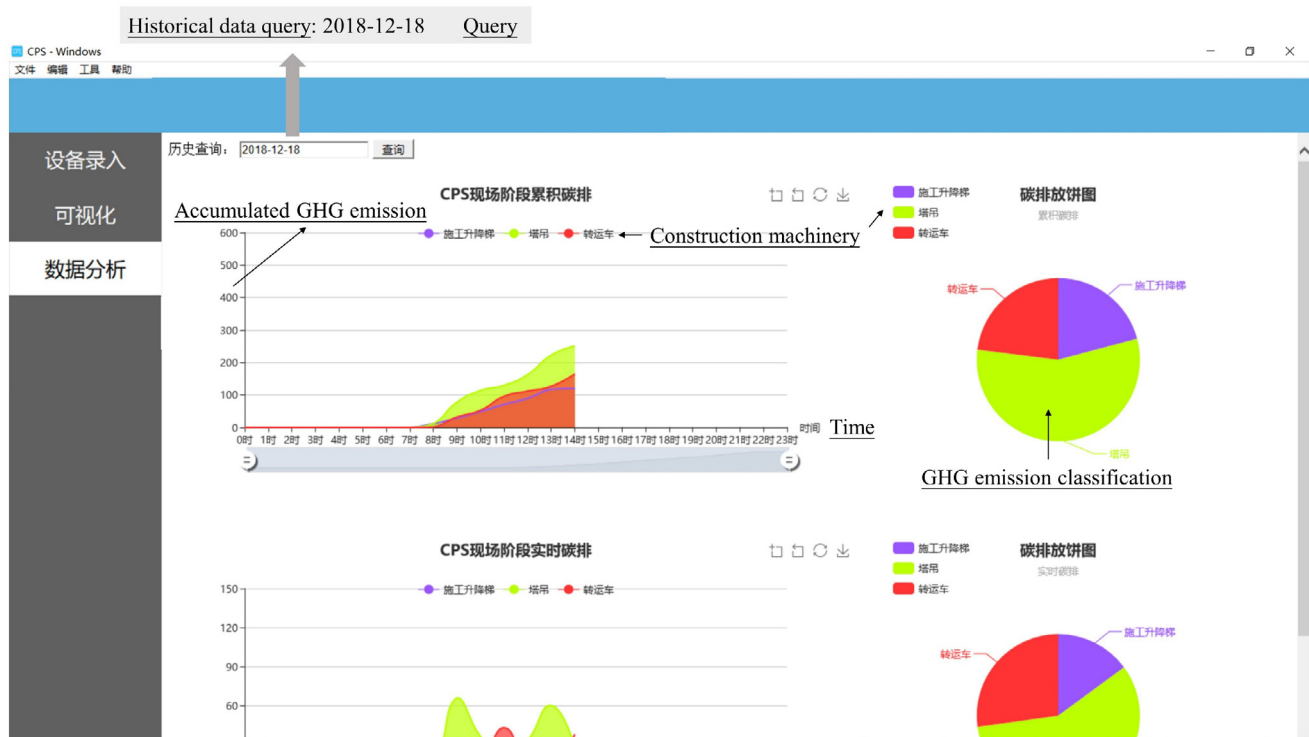 Historical data query: 2018-12-18 Query
CPS - Windows
文件 编辑 工具 帮助
设备录入
可视化
数据分析
历史查询: 2018-12-18 查询
CPS现场阶段累积碳排
Accumulated GHG emission
施工升降梯 塔吊 转运车
Construction machinery
600
500
400
300
200
100
0
0时 1时 2时 3时 4时 5时 6时 7时 8时 9时 10时 11时 12时 13时 14时 15时 16时 17时 18时 19时 20时 21时 22时 23时
时间 Time
施工升降梯
塔吊
转运车
碳排放饼图
累积碳排
转运车
施工升降梯
塔吊
GHG emission classification
CPS现场阶段实时碳排
施工升降梯 塔吊 转运车
150
120
90
60
施工升降梯
塔吊
转运车
碳排放饼图
实时碳排
施工升降梯
转运车